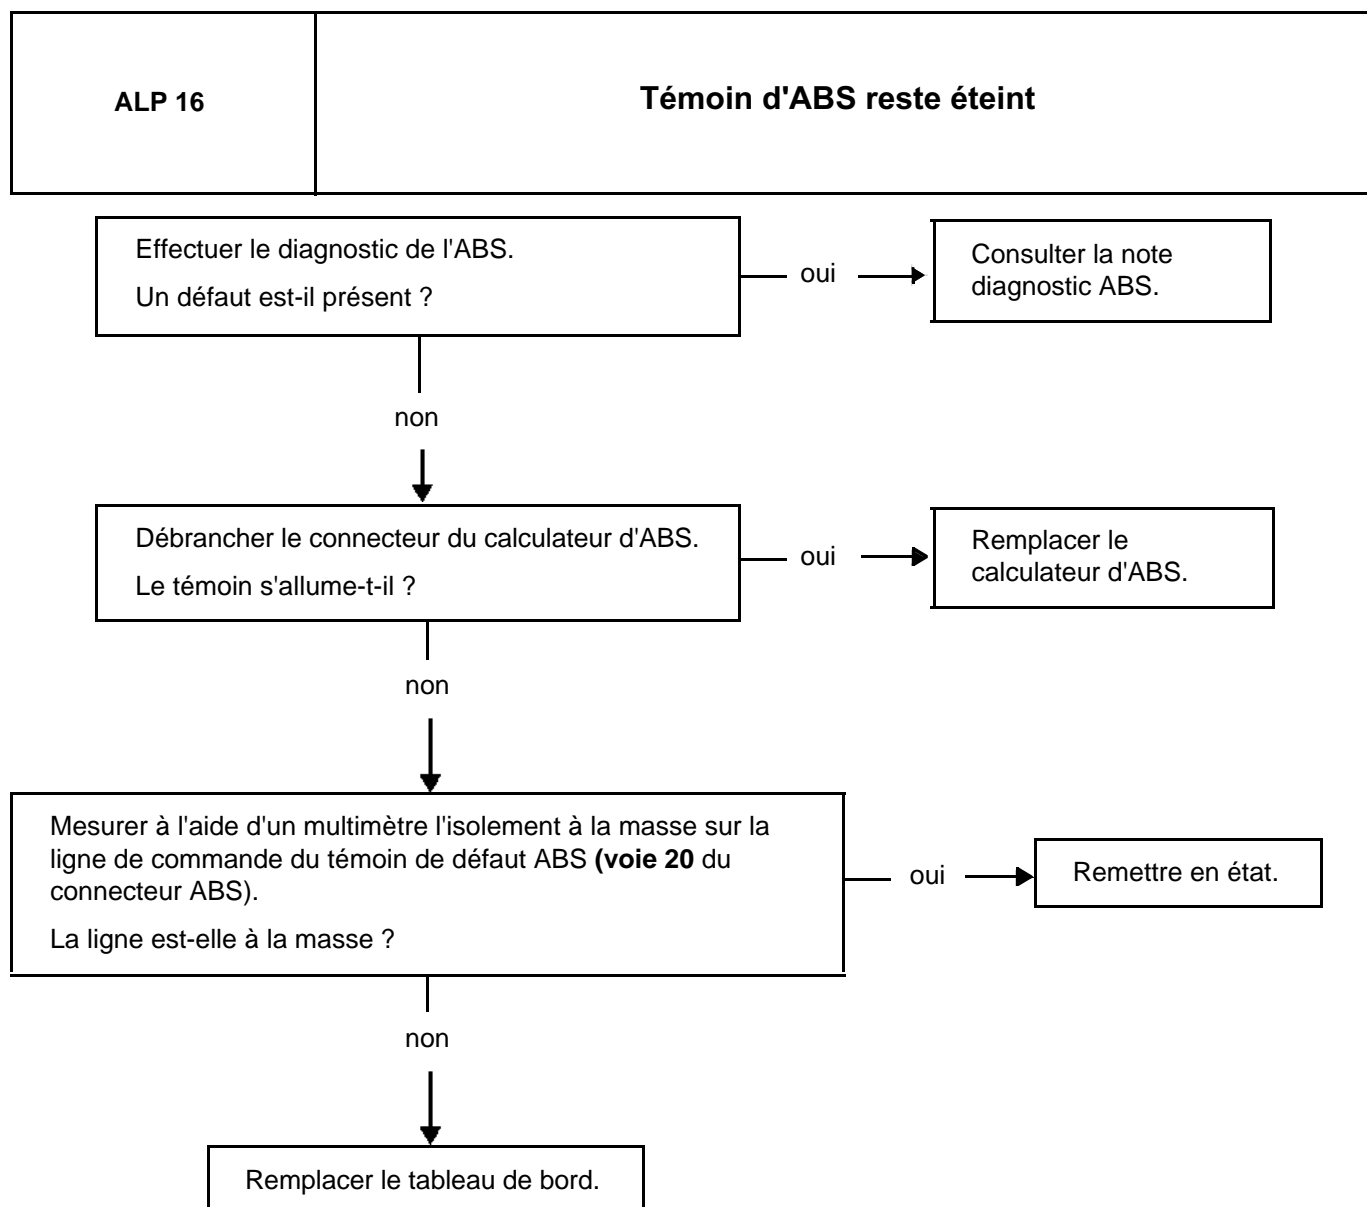 ALP 16
Témoin d'ABS reste éteint
Effectuer le diagnostic de l'ABS.
Un défaut est-il présent ?
oui
Consulter la note
diagnostic ABS.
non
Débrancher le connecteur du calculateur d'ABS.
Le témoin s'allume-t-il ?
oui
Remplacer le
calculateur d'ABS.
non
Mesurer à l'aide d'un multimètre l'isolement à la masse sur la
ligne de commande du témoin de défaut ABS (voie 20 du
connecteur ABS).
La ligne est-elle à la masse ?
oui
Remettre en état.
non
Remplacer le tableau de bord.